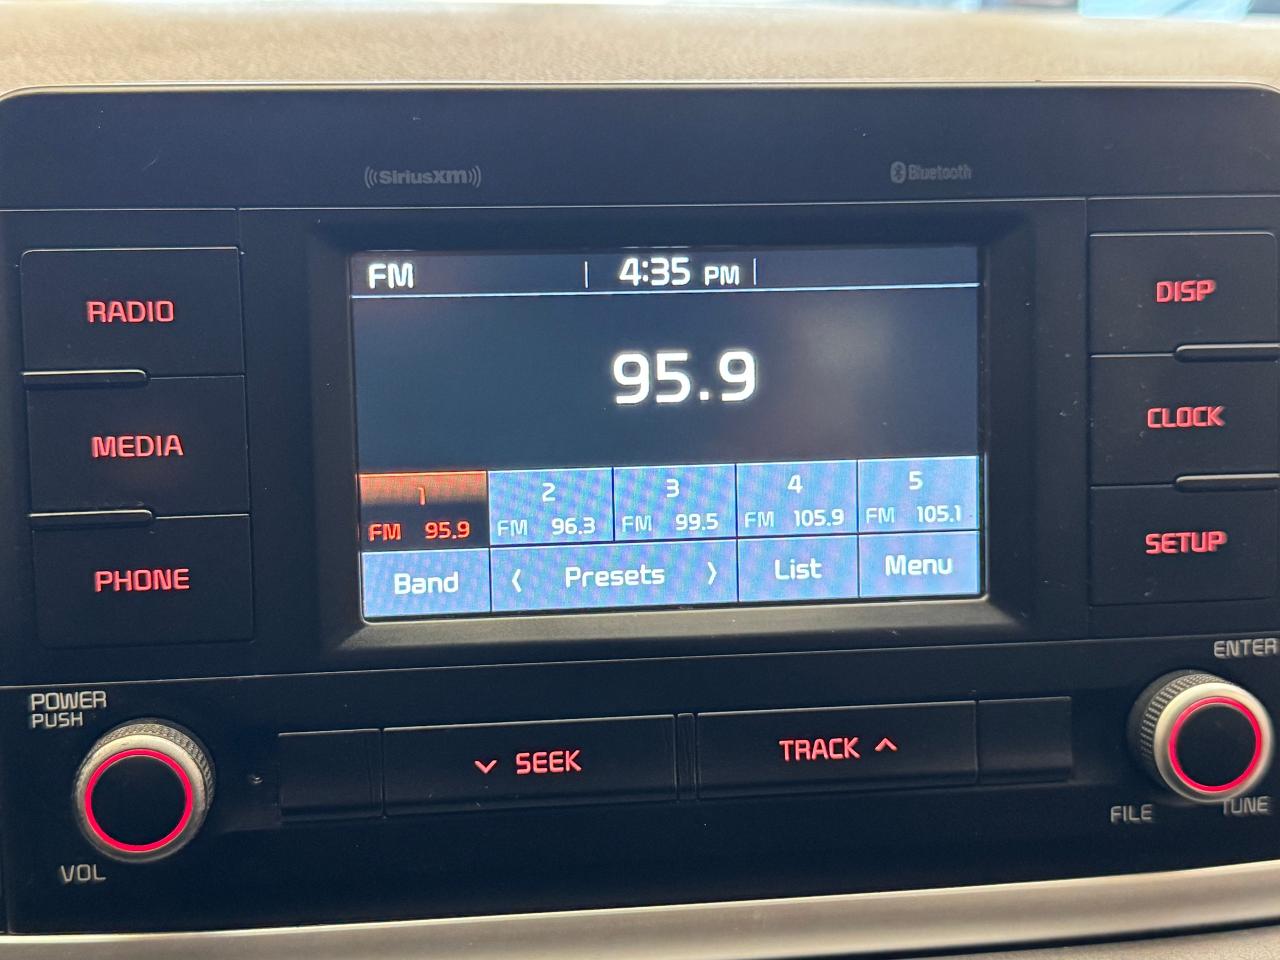 SiriusXM
Bluetooth
RADIO
MEDIA
PHONE
FM
4:35 PM
95.9
1
FM 95.9
2
FM 96.3
3
FM 99.5
4
FM 105.9
5
FM 105.1
Band
Presets
List
Menu
DISP
CLOCK
SETUP
POWER
PUSH
VOL
SEEK
TRACK
ENTER
FILE
TUNE